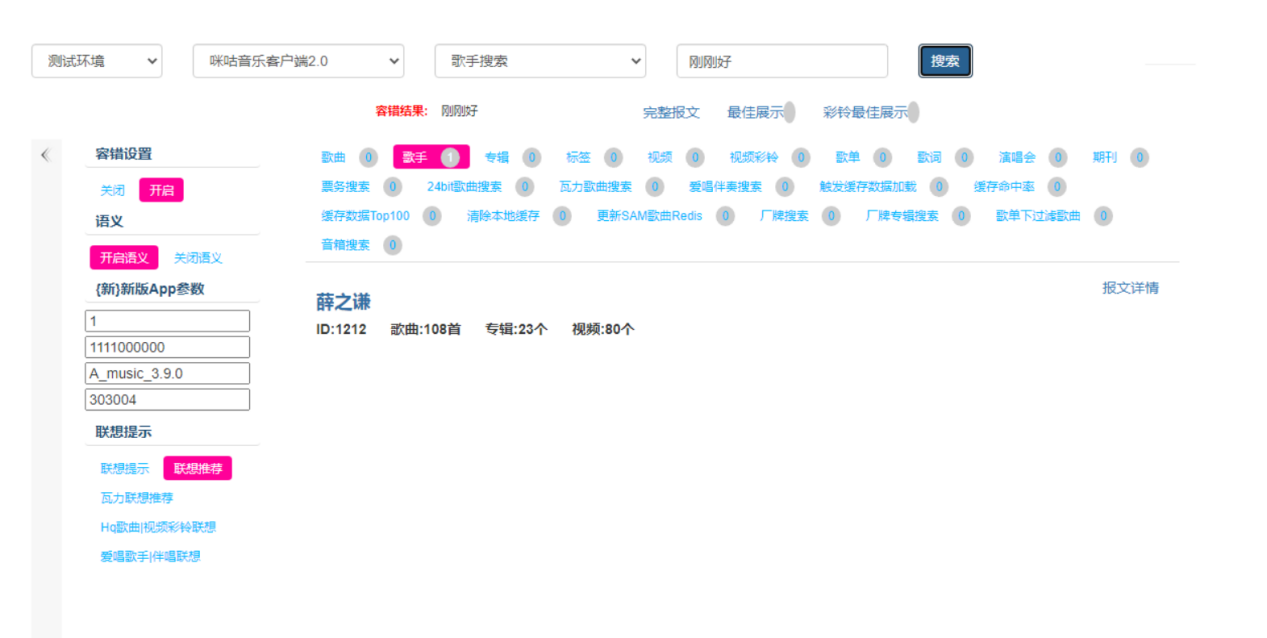 测试环境 咪咕音乐客户端2.0 歌手搜索 刚刚好 搜索
容错结果: 刚刚好 完整报文 最佳展示 彩铃最佳展示
容错设置
关闭 开启
语义
开启语义 关闭语义
{新}新版App参数
1
1111000000
A_music_3.9.0
303004
联想提示
联想提示 联想推荐
瓦力联想推荐
Hq歌曲|视频彩铃联想
爱唱歌手|伴唱联想
歌曲 0 歌手 1 专辑 0 标签 0 视频 0 视频彩铃 0 歌单 0 歌词 0 演唱会 0 期刊 0
票务搜索 0 24bit歌曲搜索 0 瓦力歌曲搜索 0 爱唱伴奏搜索 0 触发缓存数据加载 0 缓存命中率 0
缓存数据Top100 0 清除本地缓存 0 更新SAM歌曲Redis 0 厂牌搜索 0 厂牌专辑搜索 0 歌单下过滤歌曲 0
音箱搜索 0
报文详情
薛之谦
ID:1212 歌曲:108首 专辑:23个 视频:80个